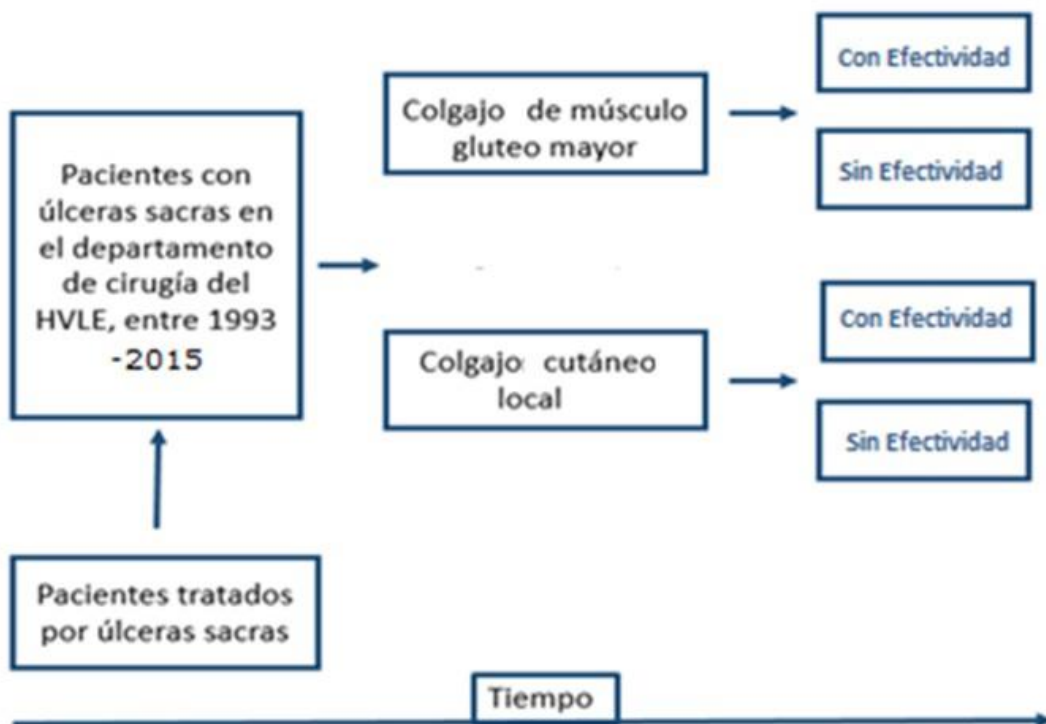 Pacientes con
úlceras sacras en
el departamento
de cirugía del
HVLE, entre 1993
-2015
Pacientes tratados
por úlceras sacras
Colgajo de músculo
gluteo mayor
Colgajo cutáneo
local
Con Efectividad
Sin Efectividad
Con Efectividad
Sin Efectividad
Tiempo